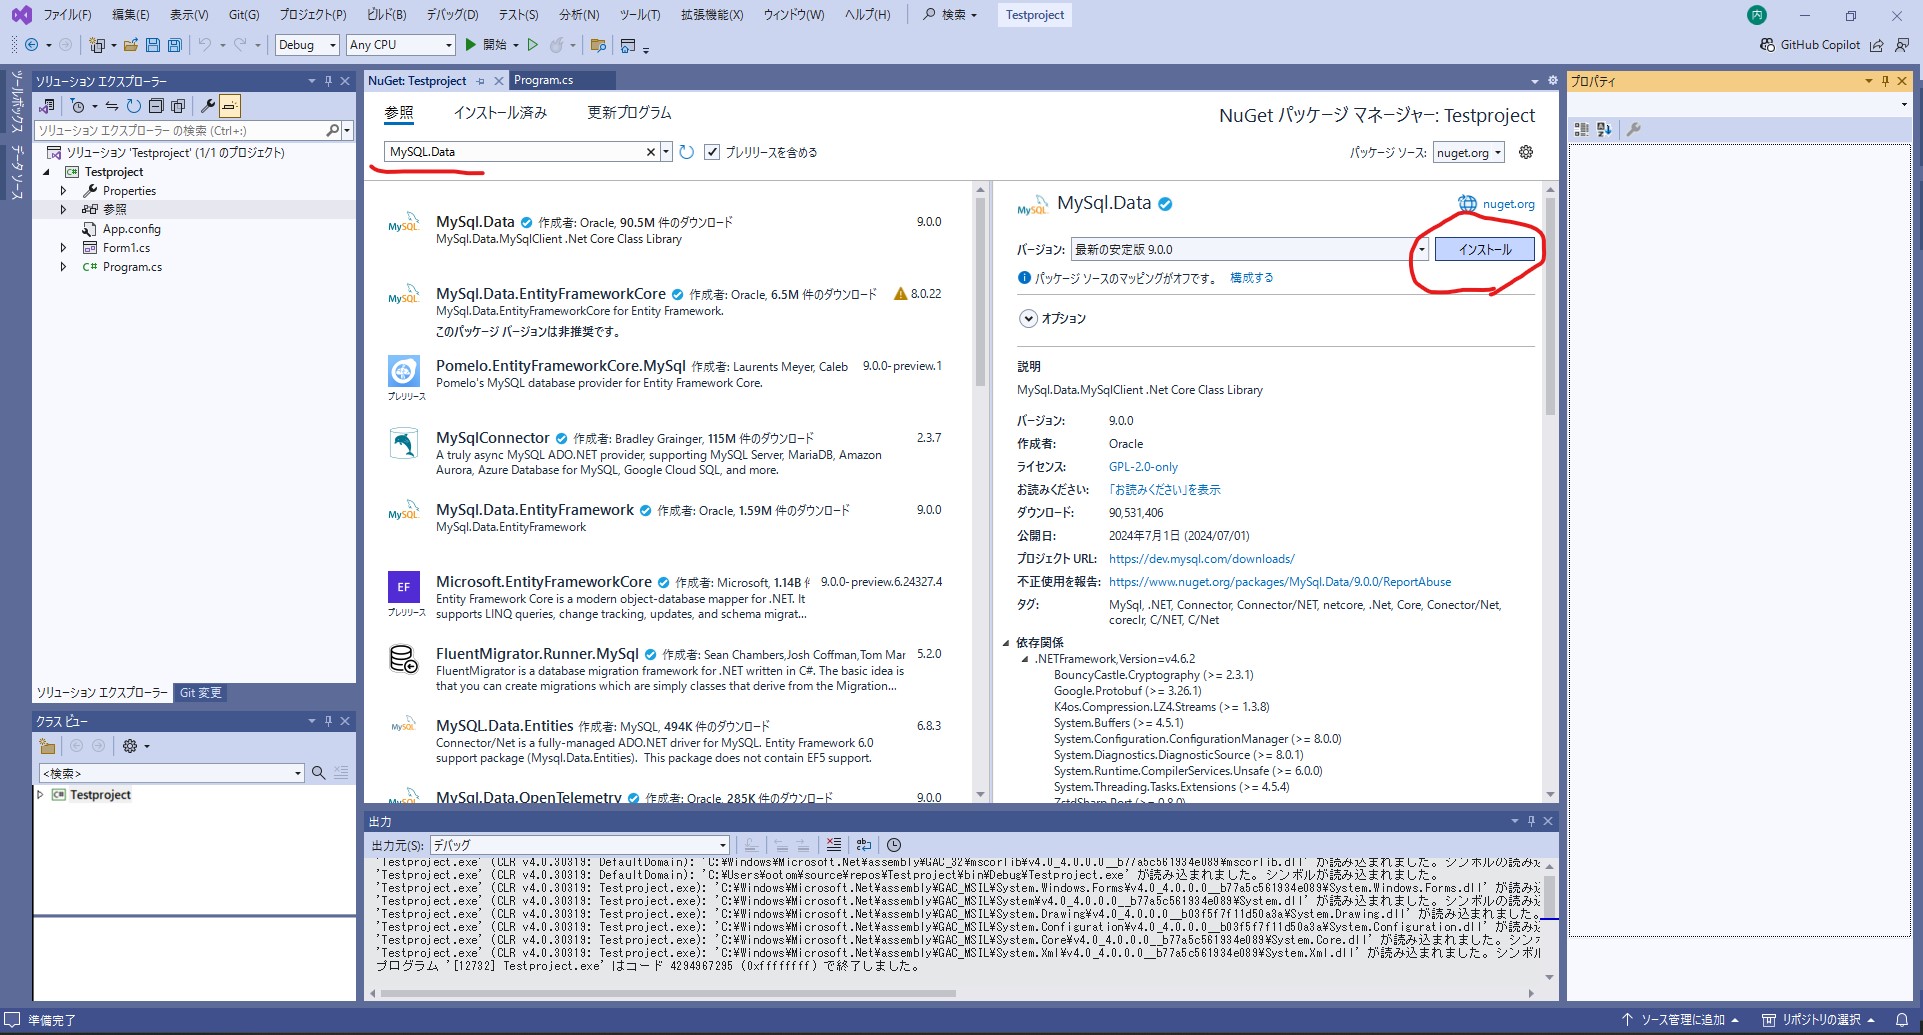 ファイル(F) 編集(E) 表示(V) Git(G) プロジェクト(P) ビルド(B) デバッグ(D) テスト(S) 分析(N) ツール(T) 拡張機能(X) ウィンドウ(W) ヘルプ(H) 検索 Testproject 内
Debug Any CPU 開始 GitHub Copilot
ツールボックス
データ ソース
ソリューション エクスプローラー
ソリューション エクスプローラー の検索 (Ctrl+:)
ソリューション 'Testproject' (1/1 のプロジェクト)
C# Testproject
Properties
参照
App.config
Form1.cs
C# Program.cs
ソリューション エクスプローラー Git 変更
クラス ビュー
<検索>
C# Testproject
NuGet: Testproject Program.cs
参照 インストール済み 更新プログラム
NuGet パッケージ マネージャー: Testproject
MySQL.Data プレリリースを含める
パッケージ ソース: nuget.org
MySQL MySql.Data 作成者: Oracle, 90.5M 件のダウンロード 9.0.0
MySql.Data.MySqlClient .Net Core Class Library
MySQL MySql.Data.EntityFrameworkCore 作成者: Oracle, 6.5M 件のダウンロード 8.0.22
MySql.Data.EntityFrameworkCore for Entity Framework.
このパッケージ バージョンは非推奨です。
Pomelo.EntityFrameworkCore.MySql 作成者: Laurents Meyer, Caleb 9.0.0-preview.1
Pomelo's MySQL database provider for Entity Framework Core.
プレリリース
MySqlConnector 作成者: Bradley Grainger, 115M 件のダウンロード 2.3.7
A truly async MySQL ADO.NET provider, supporting MySQL Server, MariaDB, Amazon
Aurora, Azure Database for MySQL, Google Cloud SQL, and more.
MySQL MySql.Data.EntityFramework 作成者: Oracle, 1.59M 件のダウンロード 9.0.0
MySql.Data.EntityFramework
EF Microsoft.EntityFrameworkCore 作成者: Microsoft, 1.14B 9.0.0-preview.6.24327.4
Entity Framework Core is a modern object-database mapper for .NET. It
プレリリース supports LINQ queries, change tracking, updates, and schema migrat...
FluentMigrator.Runner.MySql 作成者: Sean Chambers,Josh Coffman,Tom Mar 5.2.0
FluentMigrator is a database migration framework for .NET written in C#. The basic idea is
that you can create migrations which are simply classes that derive from the Migration...
MySQL MySQL.Data.Entities 作成者: MySQL, 494K 件のダウンロード 6.8.3
Connector/Net is a fully-managed ADO.NET driver for MySQL. Entity Framework 6.0
support package (Mysql.Data.Entities). This package does not contain EF5 support.
MySQL MySql.Data.OpenTelemetry 作成者: Oracle, 285K 件のダウンロード 9.0.0
MySQL MySql.Data nuget.org
バージョン: 最新の安定版 9.0.0 インストール
パッケージ ソースのマッピングがオフです。 構成する
オプション
説明
MySql.Data.MySqlClient .Net Core Class Library
バージョン: 9.0.0
作成者: Oracle
ライセンス: GPL-2.0-only
お読みください: 「お読みください」を表示
ダウンロード: 90,531,406
公開日: 2024年7月1日 (2024/07/01)
プロジェクト URL: https://dev.mysql.com/downloads/
不正使用を報告: https://www.nuget.org/packages/MySql.Data/9.0.0/ReportAbuse
タグ: MySql, .NET, Connector, Connector/NET, netcore, .Net, Core, Conector/Net,
coreclr, C/NET, C/Net
依存関係
.NETFramework,Version=v4.6.2
BouncyCastle.Cryptography (>= 2.3.1)
Google.Protobuf (>= 3.26.1)
K4os.Compression.LZ4.Streams (>= 1.3.8)
System.Buffers (>= 4.5.1)
System.Configuration.ConfigurationManager (>= 8.0.0)
System.Diagnostics.DiagnosticSource (>= 8.0.1)
System.Runtime.CompilerServices.Unsafe (>= 6.0.0)
System.Threading.Tasks.Extensions (>= 4.5.4)
ZstdSharp.Port (>= 0.8.0)
出力
出力元(S): デバッグ
'Testproject.exe' (CLR v4.0.30319: DefaultDomain): 'C:¥Windows¥Microsoft.Net¥assembly¥GAC_32¥mscorlib¥v4.0_4.0.0.0__b77a5c561934e089¥mscorlib.dll' が読み込まれました。シンボルの読み込
'Testproject.exe' (CLR v4.0.30319: DefaultDomain): 'C:¥Users¥ootom¥source¥repos¥Testproject¥bin¥Debug¥Testproject.exe' が読み込まれました。シンボルが読み込まれました。
'Testproject.exe' (CLR v4.0.30319: Testproject.exe): 'C:¥Windows¥Microsoft.Net¥assembly¥GAC_MSIL¥System.Windows.Forms¥v4.0_4.0.0.0__b77a5c561934e089¥System.Windows.Forms.dll' が読み込
'Testproject.exe' (CLR v4.0.30319: Testproject.exe): 'C:¥Windows¥Microsoft.Net¥assembly¥GAC_MSIL¥System¥v4.0_4.0.0.0__b77a5c561934e089¥System.dll' が読み込まれました。シンボルの読み込
'Testproject.exe' (CLR v4.0.30319: Testproject.exe): 'C:¥Windows¥Microsoft.Net¥assembly¥GAC_MSIL¥System.Drawing¥v4.0_4.0.0.0__b03f5f7f11d50a3a¥System.Drawing.dll' が読み込まれました。
'Testproject.exe' (CLR v4.0.30319: Testproject.exe): 'C:¥Windows¥Microsoft.Net¥assembly¥GAC_MSIL¥System.Configuration¥v4.0_4.0.0.0__b03f5f7f11d50a3a¥System.Configuration.dll' が読み込
'Testproject.exe' (CLR v4.0.30319: Testproject.exe): 'C:¥Windows¥Microsoft.Net¥assembly¥GAC_MSIL¥System.Core¥v4.0_4.0.0.0__b77a5c561934e089¥System.Core.dll' が読み込まれました。シンボ
'Testproject.exe' (CLR v4.0.30319: Testproject.exe): 'C:¥Windows¥Microsoft.Net¥assembly¥GAC_MSIL¥System.Xml¥v4.0_4.0.0.0__b77a5c561934e089¥System.Xml.dll' が読み込まれました。シンボル
プログラム '[12732] Testproject.exe' はコード 4294967295 (0xffffffff) で終了しました。
プロパティ
準備完了 ソース管理に追加 リポジトリの選択